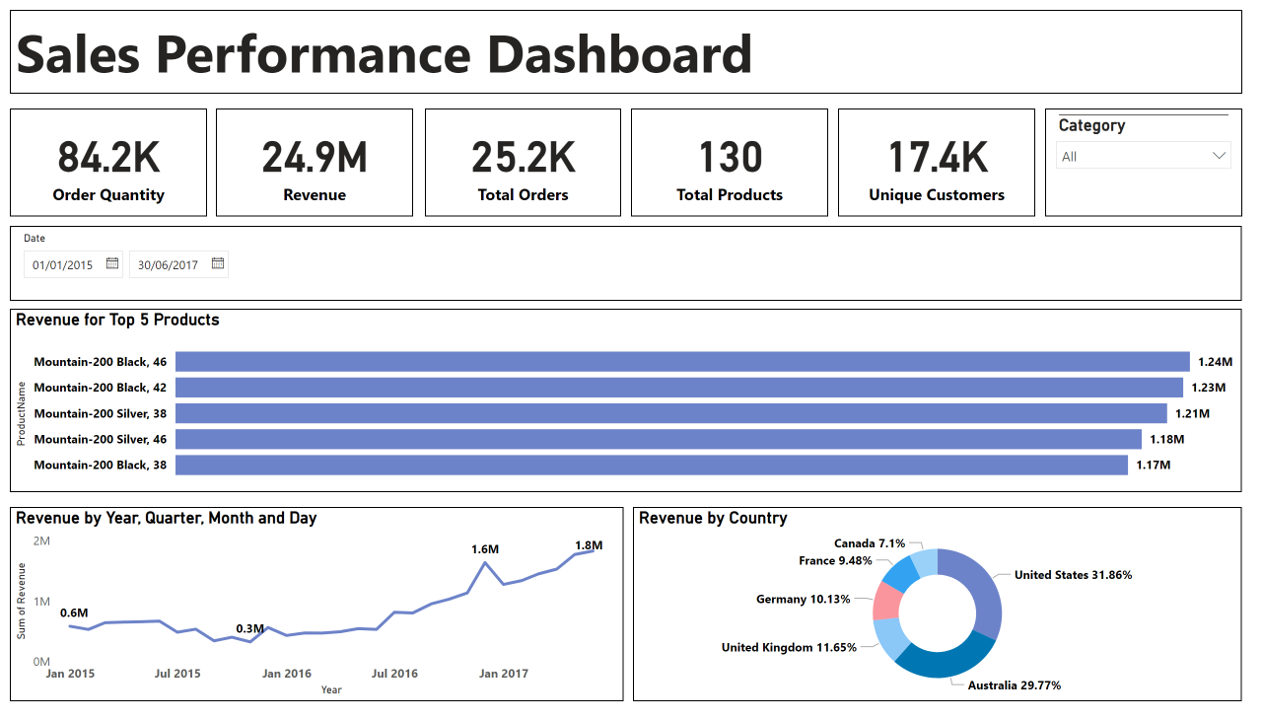 Sales Performance Dashboard
84.2K
Order Quantity
24.9M
Revenue
25.2K
Total Orders
130
Total Products
17.4K
Unique Customers
Category
All
Date
01/01/2015
30/06/2017
Revenue for Top 5 Products
ProductName
Mountain-200 Black, 46
1.24M
Mountain-200 Black, 42
1.23M
Mountain-200 Silver, 38
1.21M
Mountain-200 Silver, 46
1.18M
Mountain-200 Black, 38
1.17M
Revenue by Year, Quarter, Month and Day
Sum of Revenue
2M
1M
0M
0.6M
0.3M
1.6M
1.8M
Jan 2015
Jul 2015
Jan 2016
Jul 2016
Jan 2017
Year
Revenue by Country
Canada 7.1%
France 9.48%
Germany 10.13%
United Kingdom 11.65%
United States 31.86%
Australia 29.77%